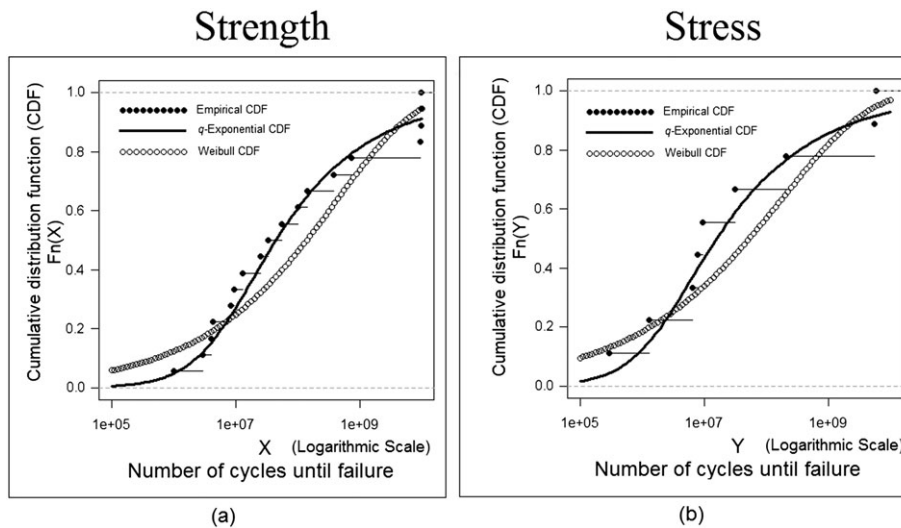 Strength
Cumulative distribution function (CDF)
Fn(X)
1.0
0.8
0.6
0.4
0.2
0.0
Empirical CDF
q-Exponential CDF
Weibull CDF
1e+05
1e+07
1e+09
X (Logarithmic Scale)
Number of cycles until failure
(a)
Stress
Cumulative distribution function (CDF)
Fn(Y)
1.0
0.8
0.6
0.4
0.2
0.0
Empirical CDF
q-Exponential CDF
Weibull CDF
1e+05
1e+07
1e+09
Y (Logarithmic Scale)
Number of cycles until failure
(b)